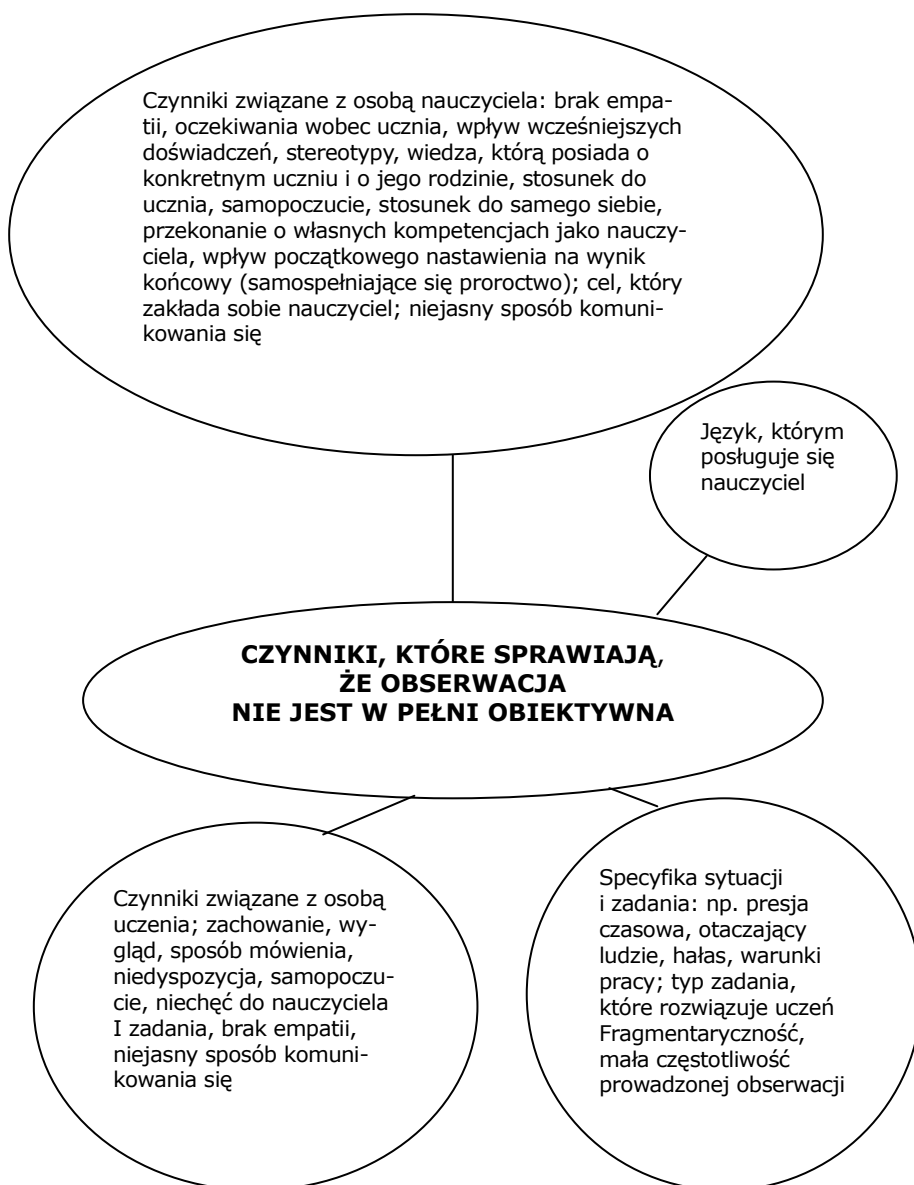 Czynniki związane z osobą nauczyciela: brak empa-
tii, oczekiwania wobec ucznia, wpływ wcześniejszych
doświadczeń, stereotypy, wiedza, którą posiada o
konkretnym uczniu i o jego rodzinie, stosunek do
ucznia, samopoczucie, stosunek do samego siebie,
przekonanie o własnych kompetencjach jako nauczy-
ciela, wpływ początkowego nastawienia na wynik
końcowy (samospełniające się proroctwo); cel, który
zakłada sobie nauczyciel; niejasny sposób komuni-
kowania się
Język, którym
posługuje się
nauczyciel
CZYNNIKI, KTÓRE SPRAWIAJĄ,
ŻE OBSERWACJA
NIE JEST W PEŁNI OBIEKTYWNA
Czynniki związane z osobą
uczenia; zachowanie, wy-
gląd, sposób mówienia,
niedyspozycja, samopoczu-
cie, niechęć do nauczyciela
I zadania, brak empatii,
niejasny sposób komuni-
kowania się
Specyfika sytuacji
i zadania: np. presja
czasowa, otaczający
ludzie, hałas, warunki
pracy; typ zadania,
które rozwiązuje uczeń
Fragmentaryczność,
mała częstotliwość
prowadzonej obserwacji